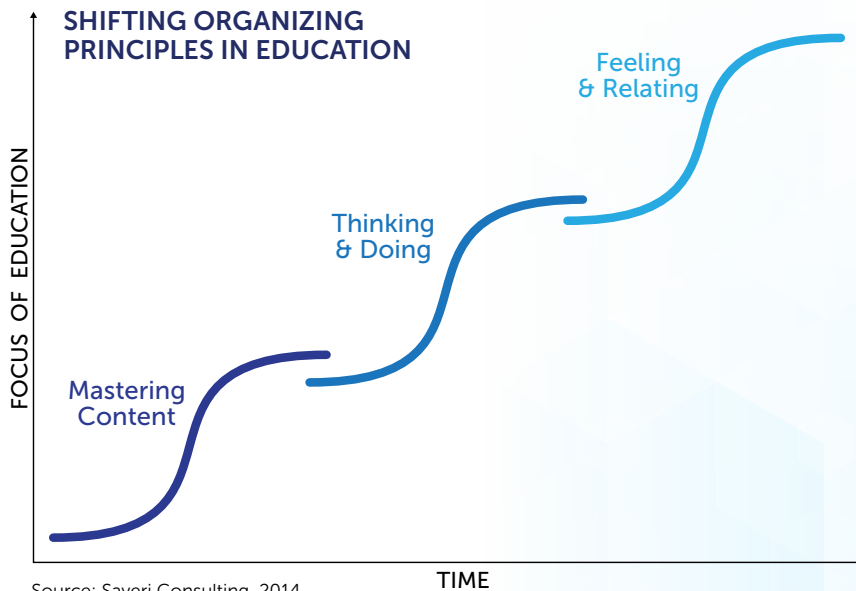 SHIFTING ORGANIZING
PRINCIPLES IN EDUCATION
Feeling
& Relating
Thinking
& Doing
Mastering
Content
FOCUS OF EDUCATION
TIME
Source: Saveri Consulting, 2014